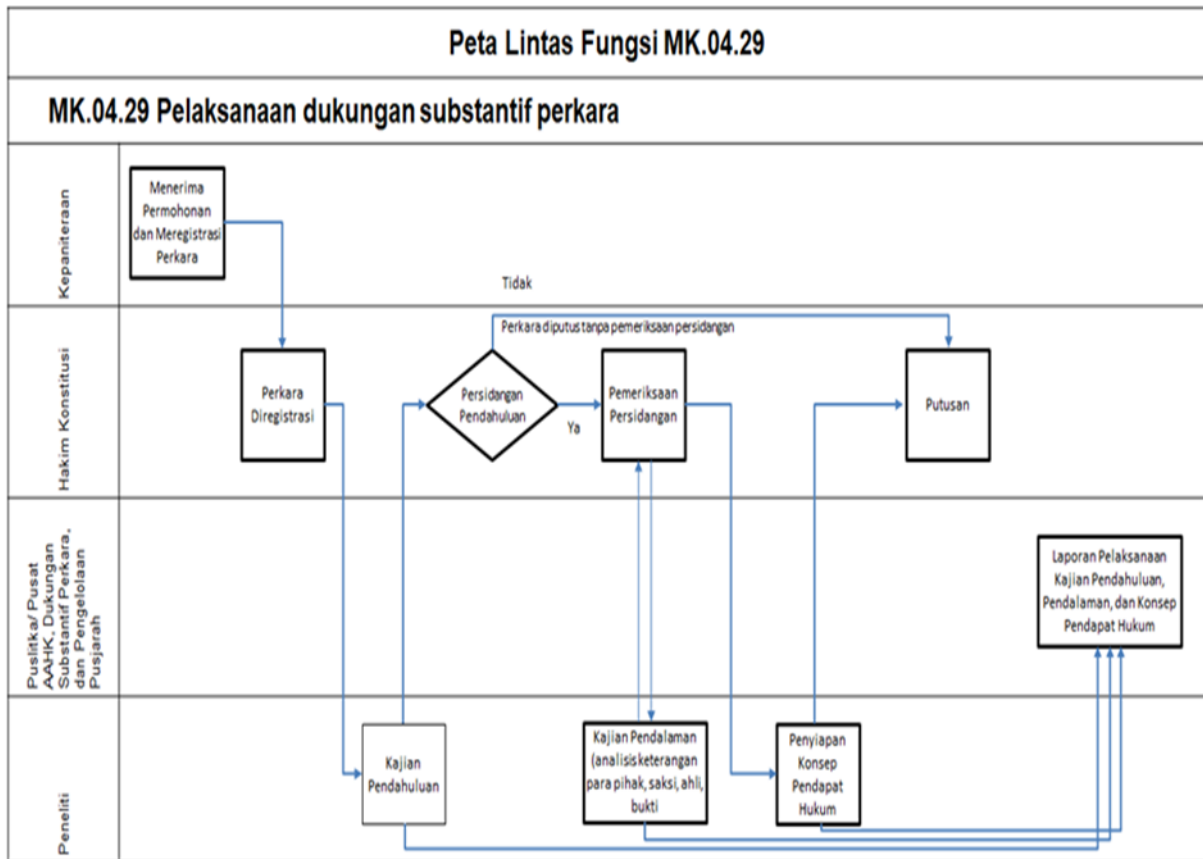 Peta Lintas Fungsi MK.04.29
MK.04.29 Pelaksanaan dukungan substantif perkara
Kepaniteraan
Menerima
Permohonan
dan Meregistrasi
Perkara
Tidak
Hakim Konstitusi
Perkara
Diregistrasi
Persidangan
Pendahuluan
Perkara diputus tanpa pemeriksaan persidangan
Ya
Pemeriksaan
Persidangan
Putusan
Puslitka/ Pusat
AAHK, Dukungan
Substantif Perkara,
dan Pengelolaan
Pusjarah
Laporan Pelaksanaan
Kajian Pendahuluan,
Pendalaman, dan Konsep
Pendapat Hukum
Peneliti
Kajian
Pendahuluan
Kajian Pendalaman
(analisis keterangan
para pihak, saksi, ahli,
bukti
Penyiapan
Konsep
Pendapat
Hukum